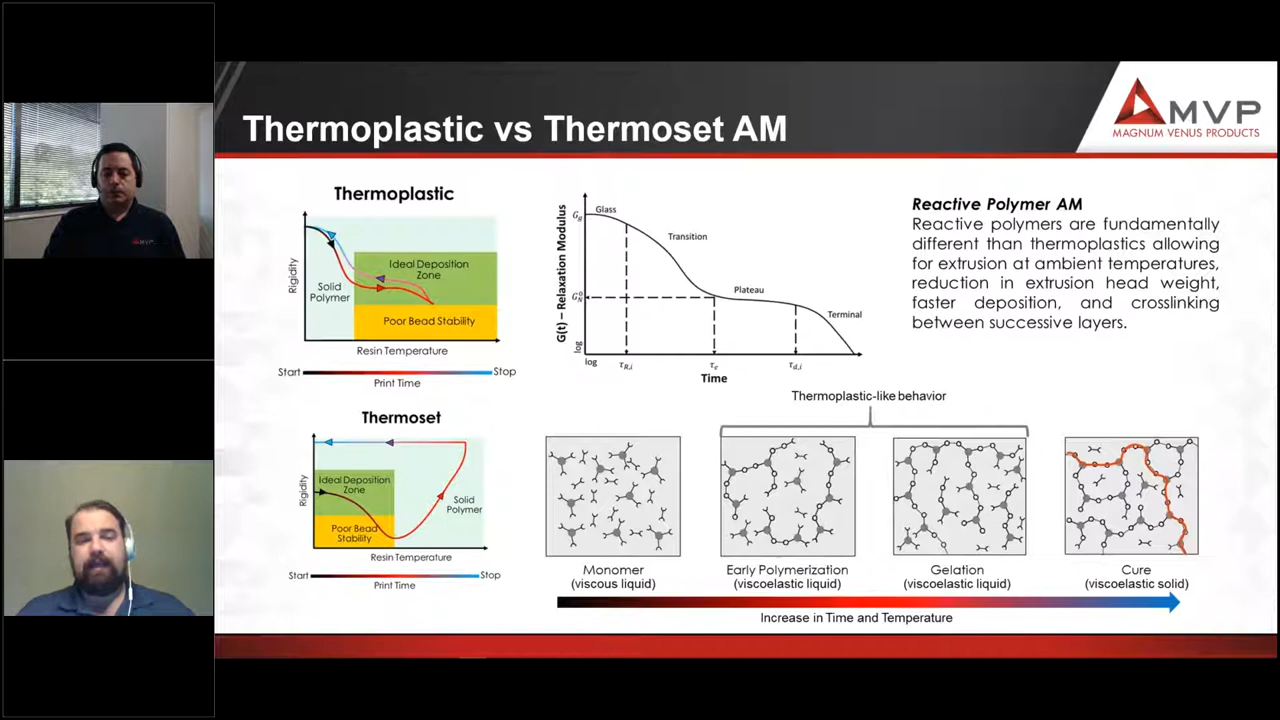 Thermoplastic vs Thermoset AM
MVP
MAGNUM VENUS PRODUCTS
Thermoplastic
Rigidity
Solid
Polymer
Ideal Deposition
Zone
Poor Bead Stability
Resin Temperature
Start
Stop
Print Time
G(t) – Relaxation Modulus
log
Glass
Transition
Plateau
Terminal
log
Time
Reactive Polymer AM
Reactive polymers are fundamentally
different than thermoplastics allowing
for extrusion at ambient temperatures,
reduction in extrusion head weight,
faster deposition, and crosslinking
between successive layers.
Thermoset
Rigidity
Ideal Deposition
Zone
Poor Bead
Stability
Solid
Polymer
Resin Temperature
Start
Stop
Print Time
Thermoplastic-like behavior
Monomer
(viscous liquid)
Early Polymerization
(viscoelastic liquid)
Gelation
(viscoelastic liquid)
Cure
(viscoelastic solid)
Increase in Time and Temperature